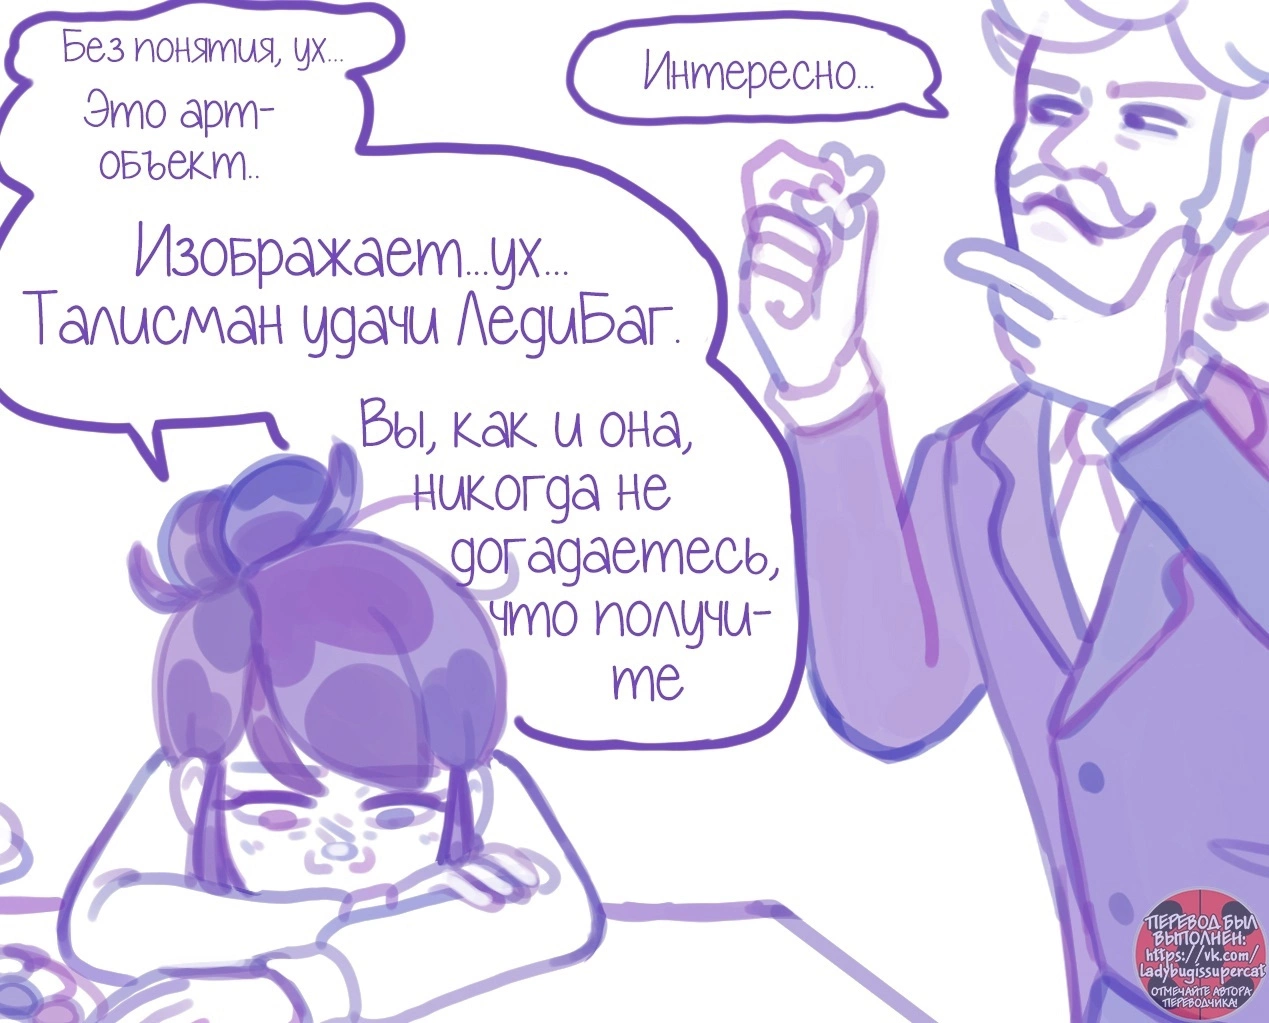 Без понятия, ух...
Это арт-
объект..
Изображает...ух...
Талисман удачи ЛедиБаг.
Вы, как и она,
никогда не
догадаетесь,
что получи-
те
Интересно...
ПЕРЕВОД БЫЛ
ВЫПОЛНЕН:
https://vk.com/
ladybugissupercat
ОТМЕЧАЙТЕ АВТОРА
ПЕРЕВОДЧИКА!